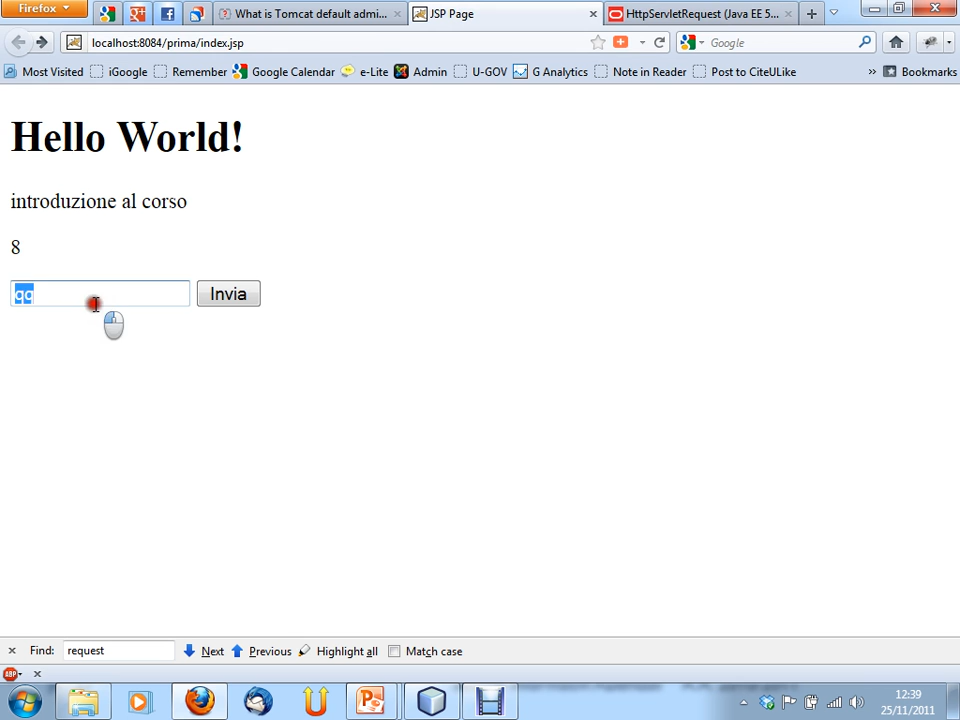 Firefox
What is Tomcat default admi...
JSP Page
HttpServletRequest (Java EE 5...
localhost:8084/prima/index.jsp
Google
Most Visited
iGoogle
Remember
Google Calendar
e-Lite
Admin
U-GOV
G Analytics
Note in Reader
Post to CiteULike
»
Bookmarks
Hello World!
introduzione al corso
8
qq
Invia
Find:
request
Next
Previous
Highlight all
Match case
ABP
12:39
25/11/2011